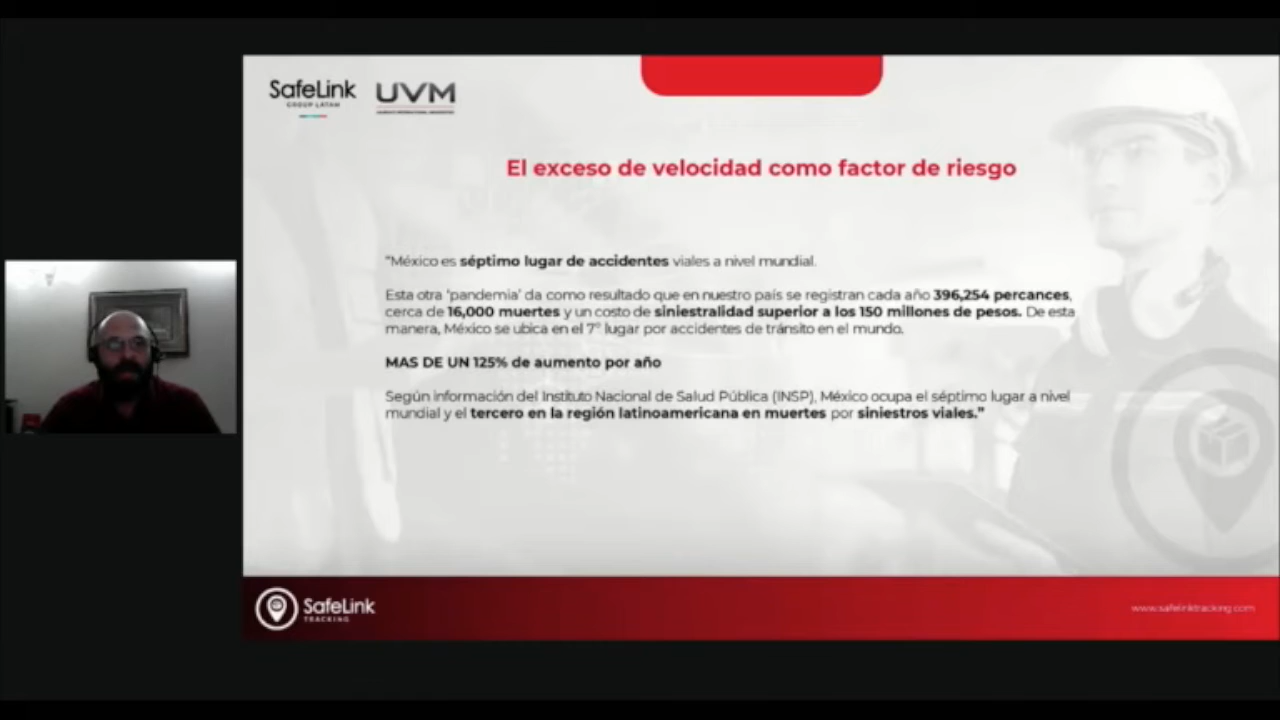 SafeLink
GROUP LATAM
UVM
El exceso de velocidad como factor de riesgo
“México es séptimo lugar de accidentes viales a nivel mundial.
Esta otra ‘pandemia’ da como resultado que en nuestro país se registran cada año 396,254 percances,
cerca de 16,000 muertes y un costo de siniestralidad superior a los 150 millones de pesos. De esta
manera, México se ubica en el 7° lugar por accidentes de tránsito en el mundo.
MAS DE UN 125% de aumento por año
Según información del Instituto Nacional de Salud Pública (INSP), México ocupa el séptimo lugar a nivel
mundial y el tercero en la región latinoamericana en muertes por siniestros viales.”
SafeLink
TRACKING
www.safelinktracking.com